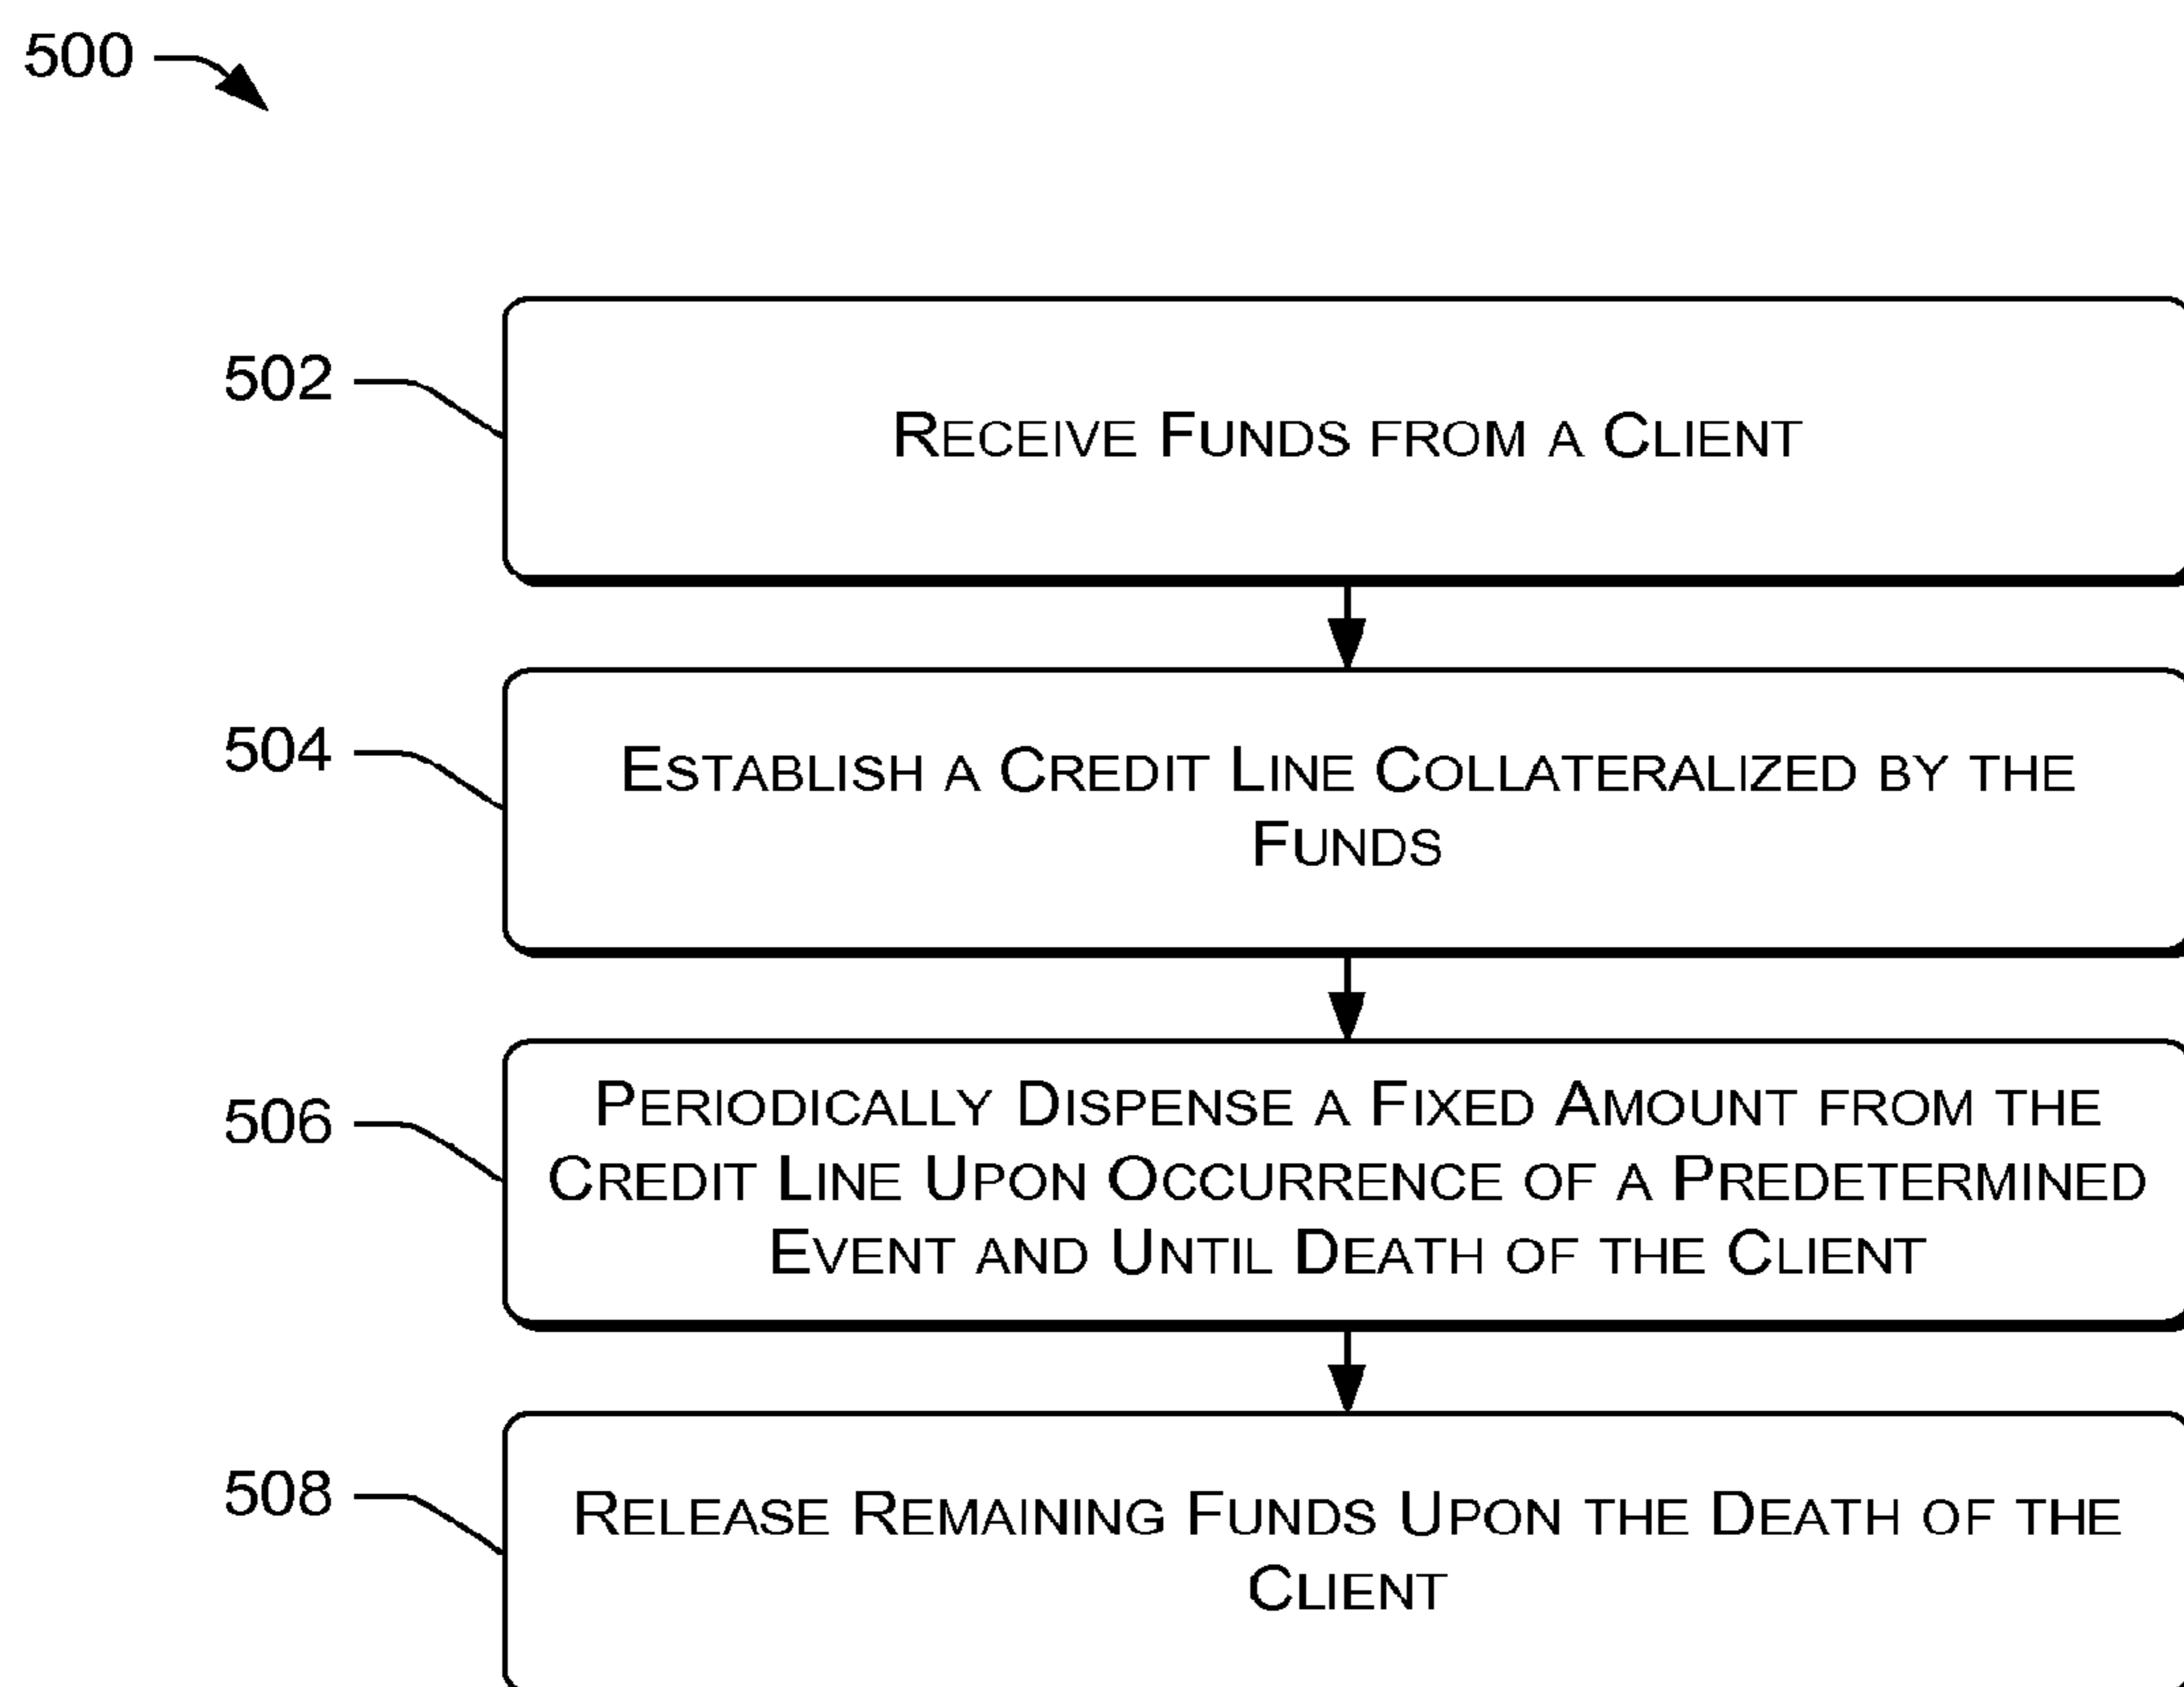 500
502
RECEIVE FUNDS FROM A CLIENT
504
ESTABLISH A CREDIT LINE COLLATERALIZED BY THE
FUNDS
506
PERIODICALLY DISPENSE A FIXED AMOUNT FROM THE
CREDIT LINE UPON OCCURRENCE OF A PREDETERMINED
EVENT AND UNTIL DEATH OF THE CLIENT
508
RELEASE REMAINING FUNDS UPON THE DEATH OF THE
CLIENT